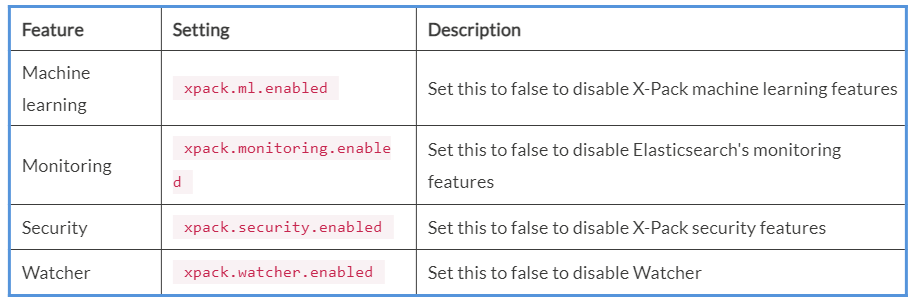 Feature Setting Description
Machine
learning
xpack.ml.enabled
Set this to false to disable X-Pack machine learning features
Monitoring
xpack.monitoring.enable
d
Set this to false to disable Elasticsearch's monitoring
features
Security
xpack.security.enabled
Set this to false to disable X-Pack security features
Watcher
xpack.watcher.enabled
Set this to false to disable Watcher